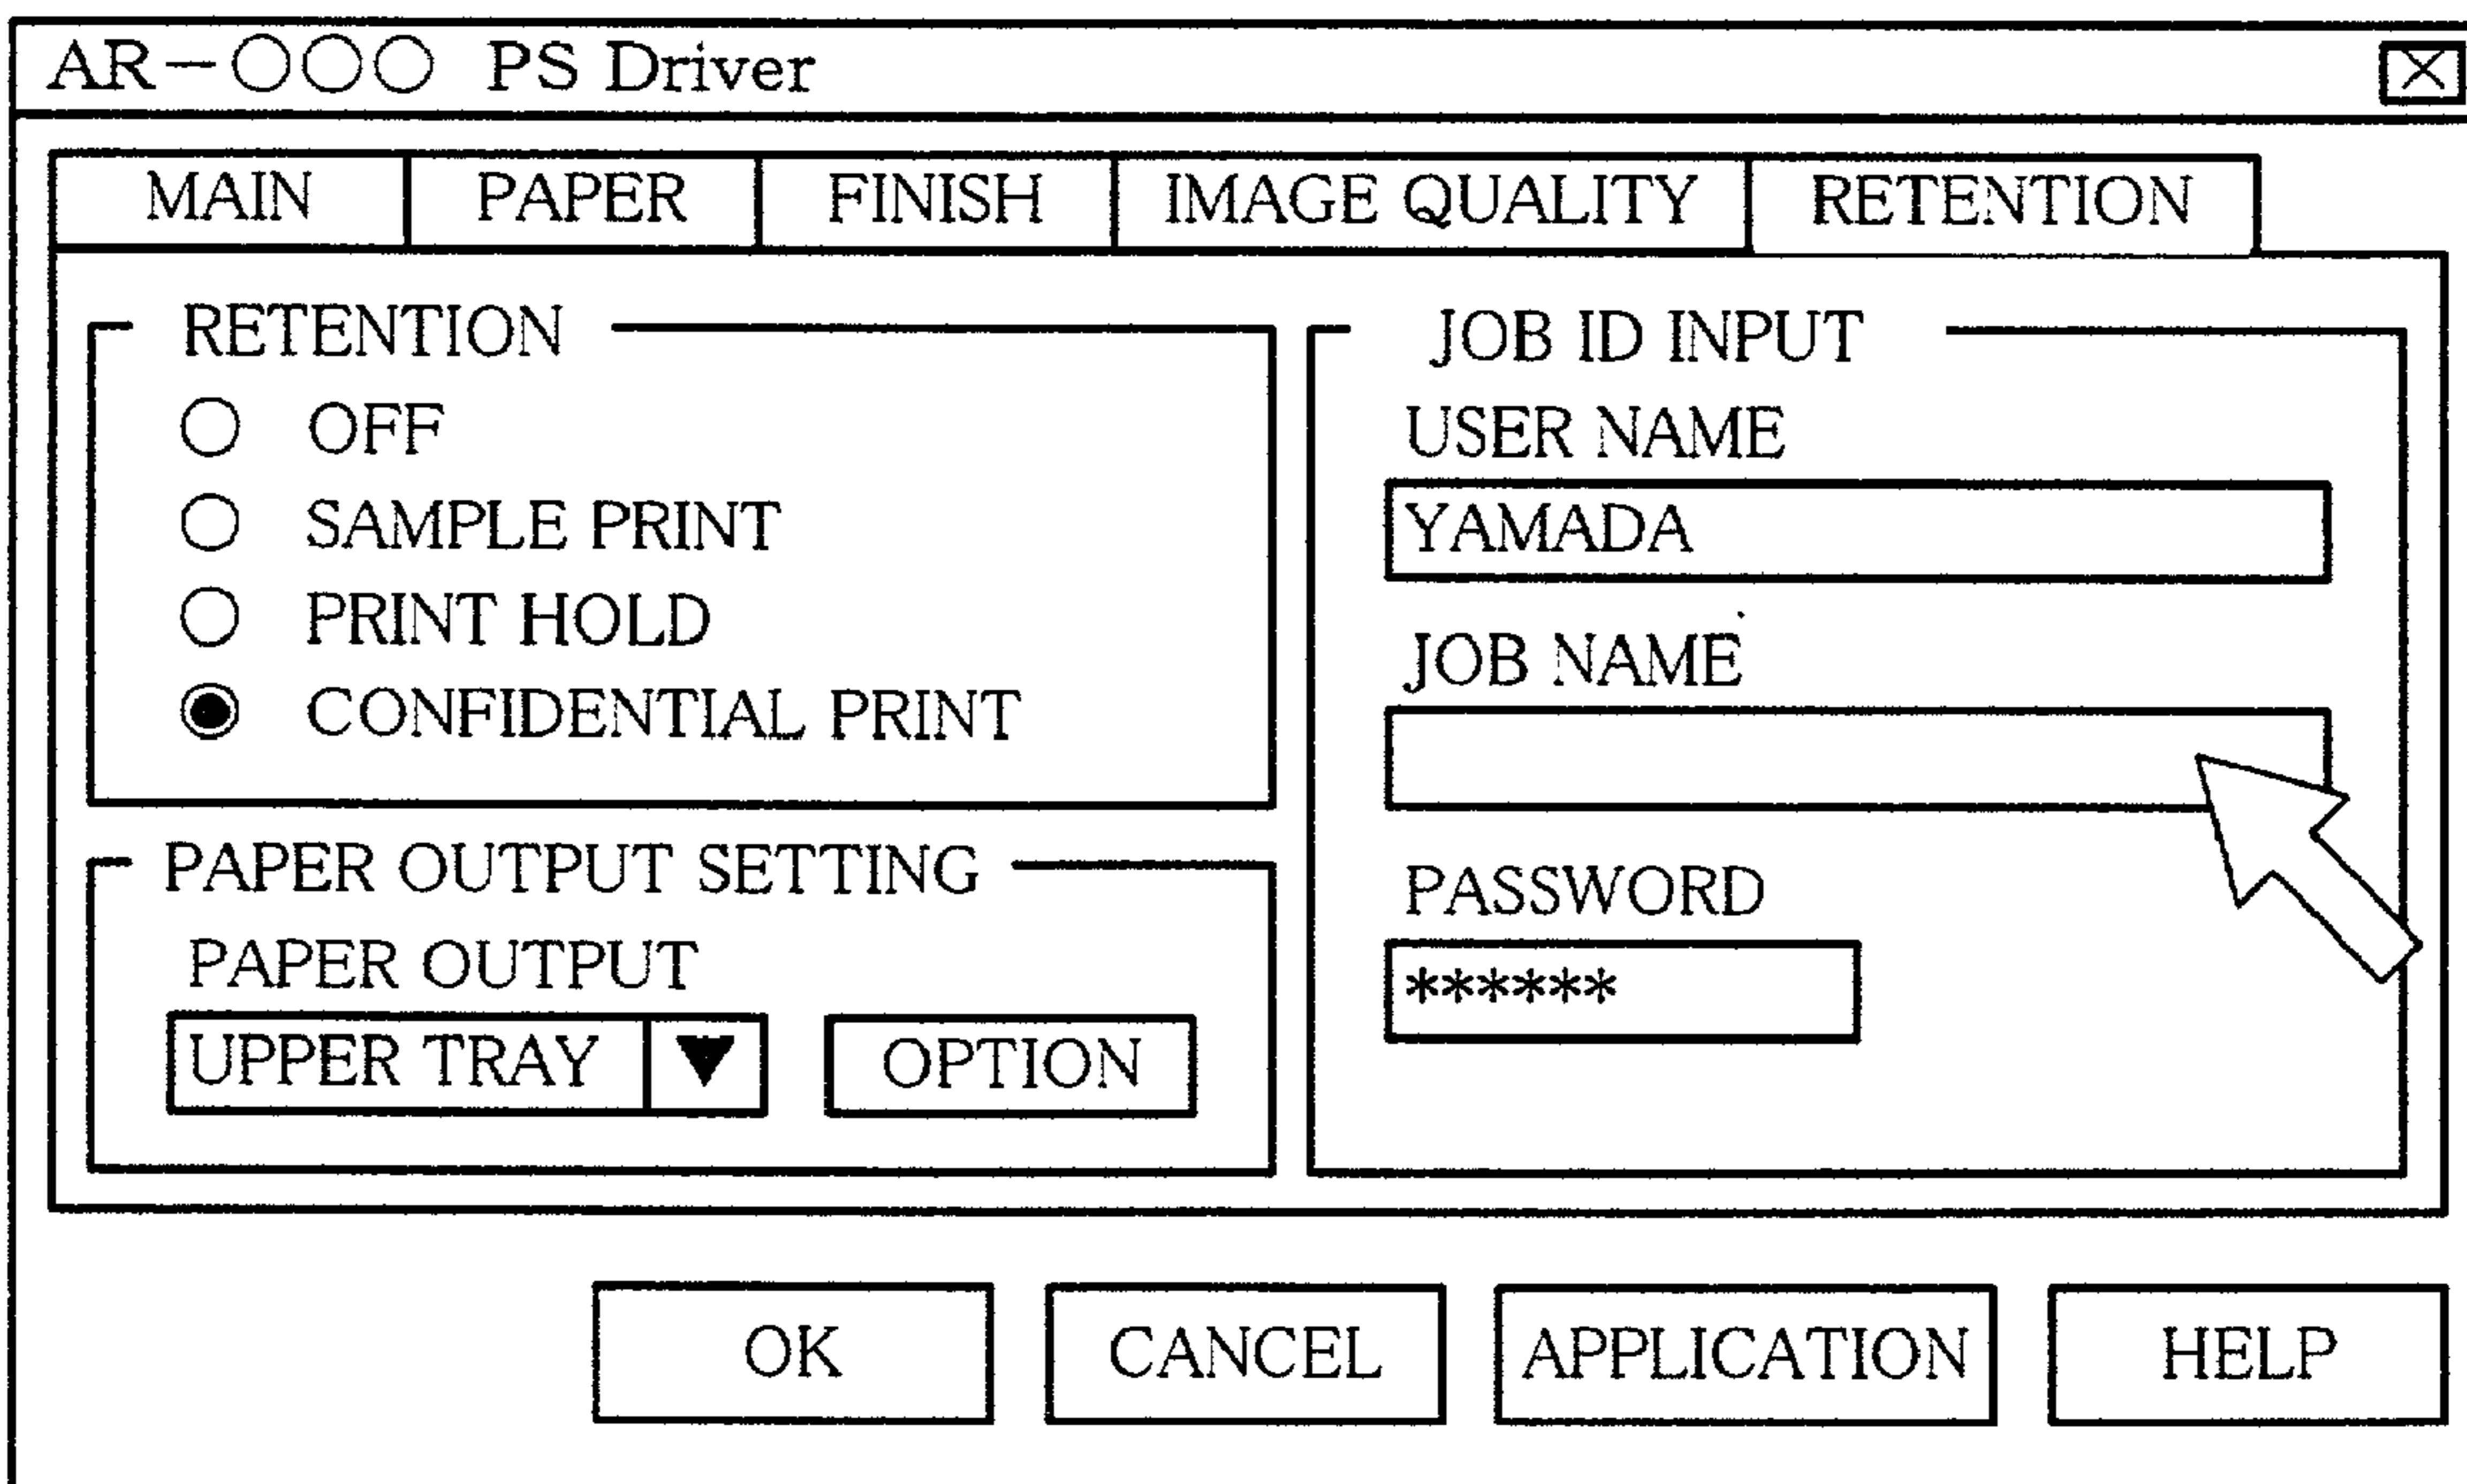 AR－○○○ PS Driver
MAIN PAPER FINISH IMAGE QUALITY RETENTION
RETENTION
OFF
SAMPLE PRINT
PRINT HOLD
CONFIDENTIAL PRINT
PAPER OUTPUT SETTING
PAPER OUTPUT
UPPER TRAY ▼ OPTION
JOB ID INPUT
USER NAME
YAMADA
JOB NAME
PASSWORD
******
OK CANCEL APPLICATION HELP